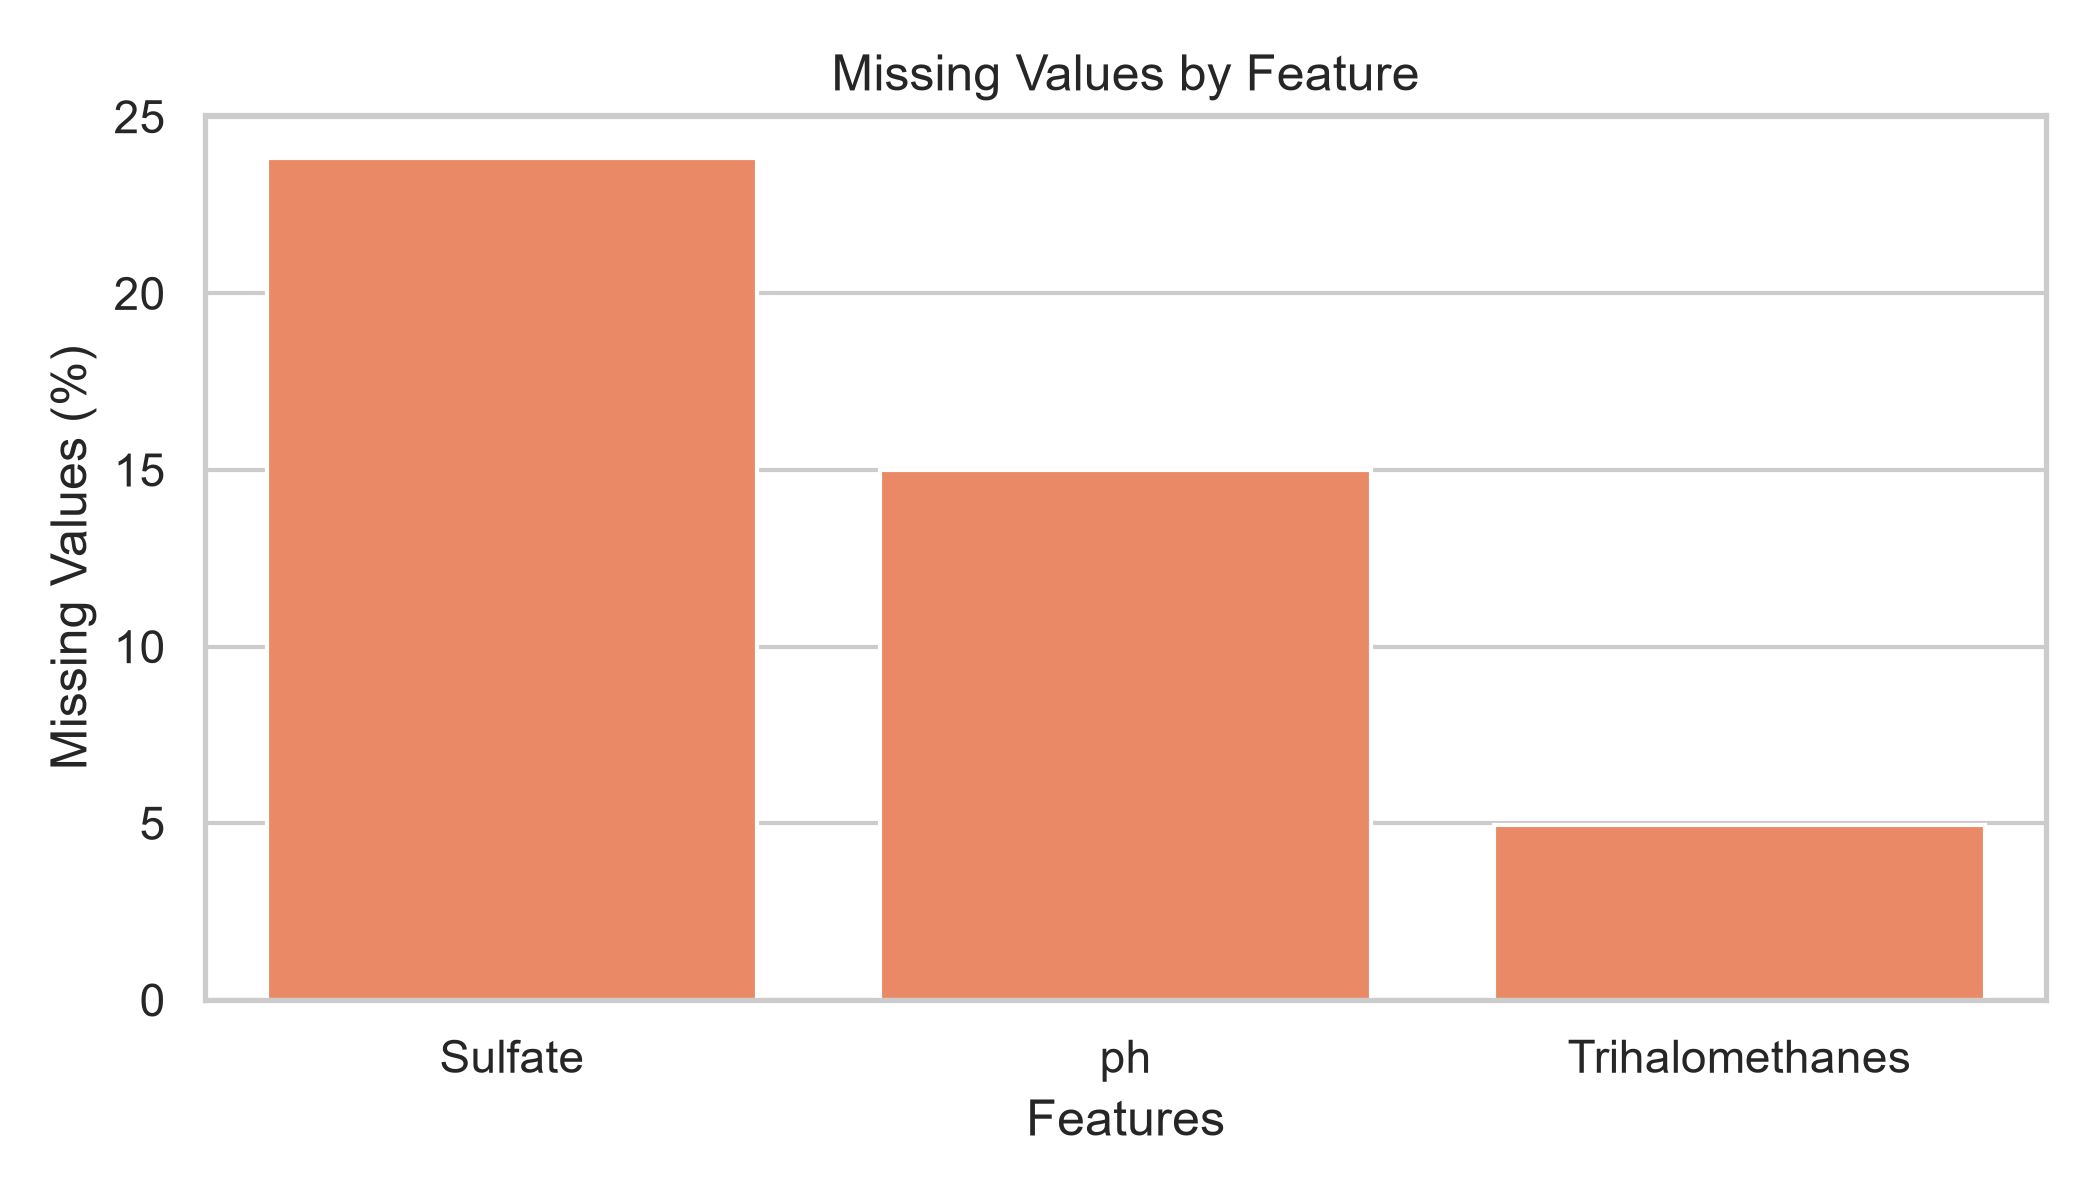 Missing Values by Feature
Missing Values (%)
25
20
15
10
5
0
Sulfate ph Trihalomethanes
Features